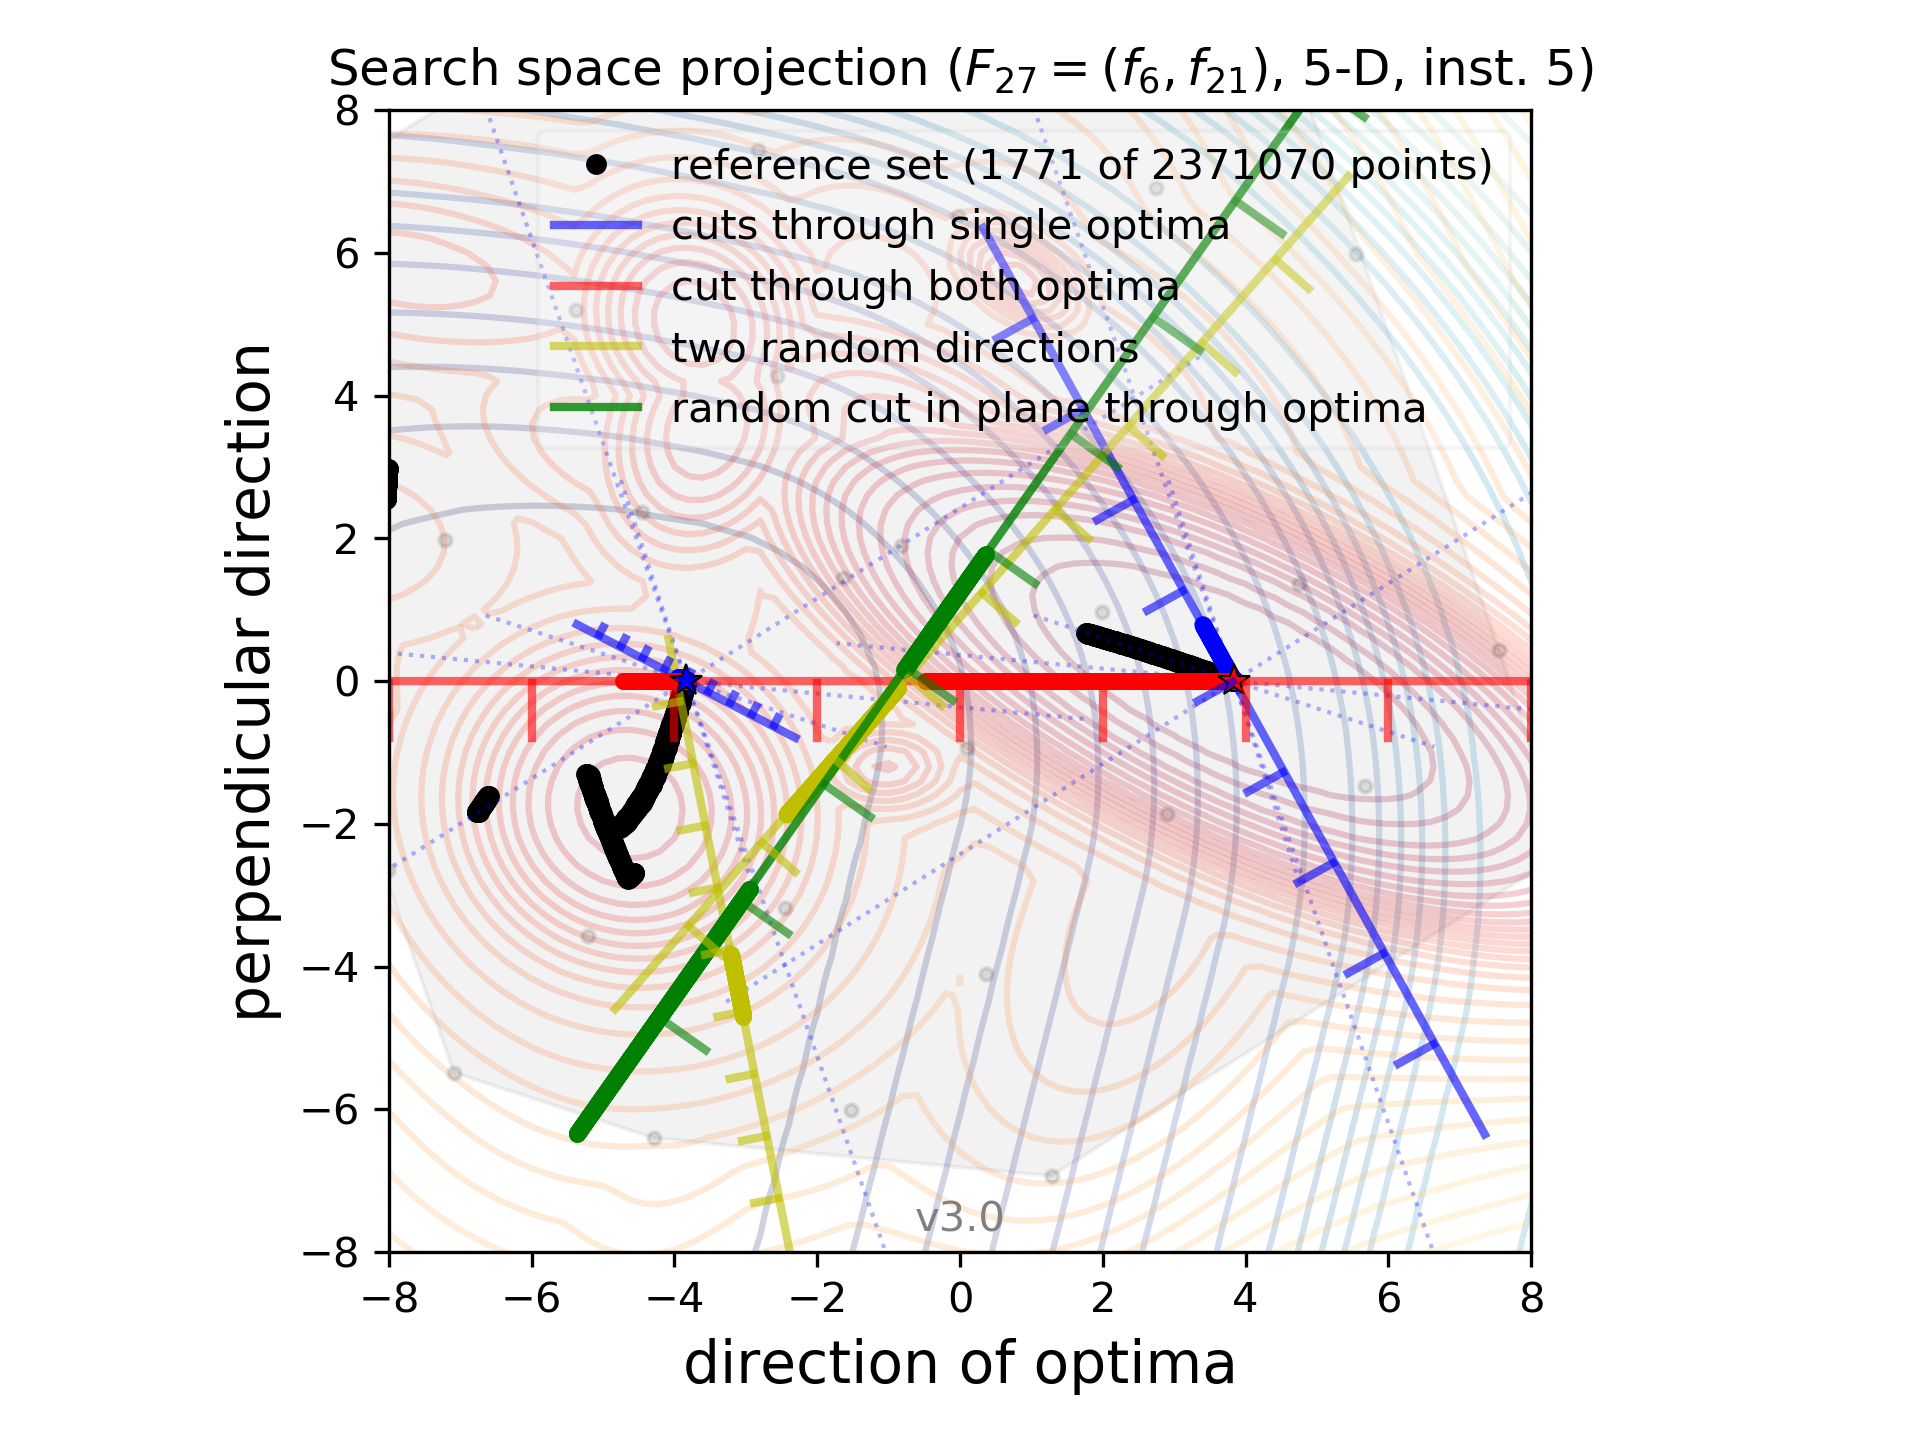 Search space projection (F₂₇ = (f₆, f₂₁), 5-D, inst. 5)
reference set (1771 of 2371070 points)
cuts through single optima
cut through both optima
two random directions
random cut in plane through optima
8
6
4
2
0
−2
−4
−6
−8
perpendicular direction
v3.0
−8 −6 −4 −2 0 2 4 6 8
direction of optima